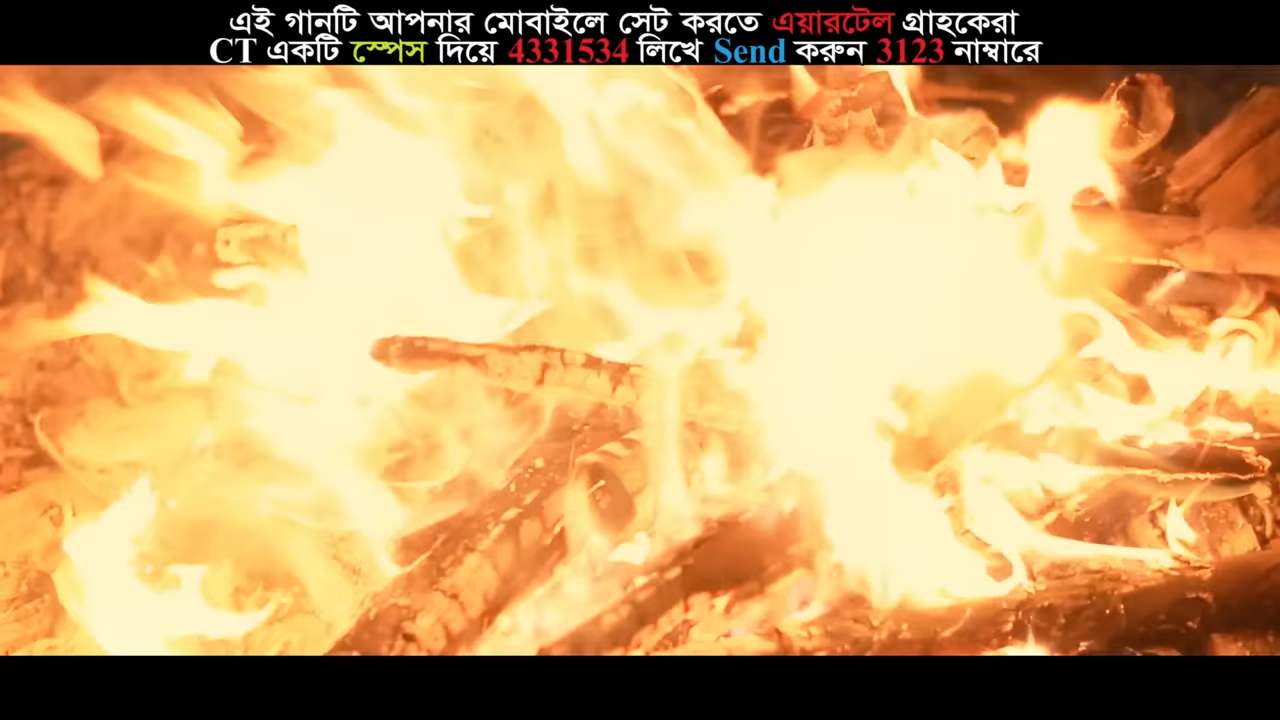 এই গানটি আপনার মোবাইলে সেট করতে এয়ারটেল গ্রাহকেরা
CT একটি স্পেস দিয়ে 4331534 লিখে Send করুন 3123 নাম্বারে